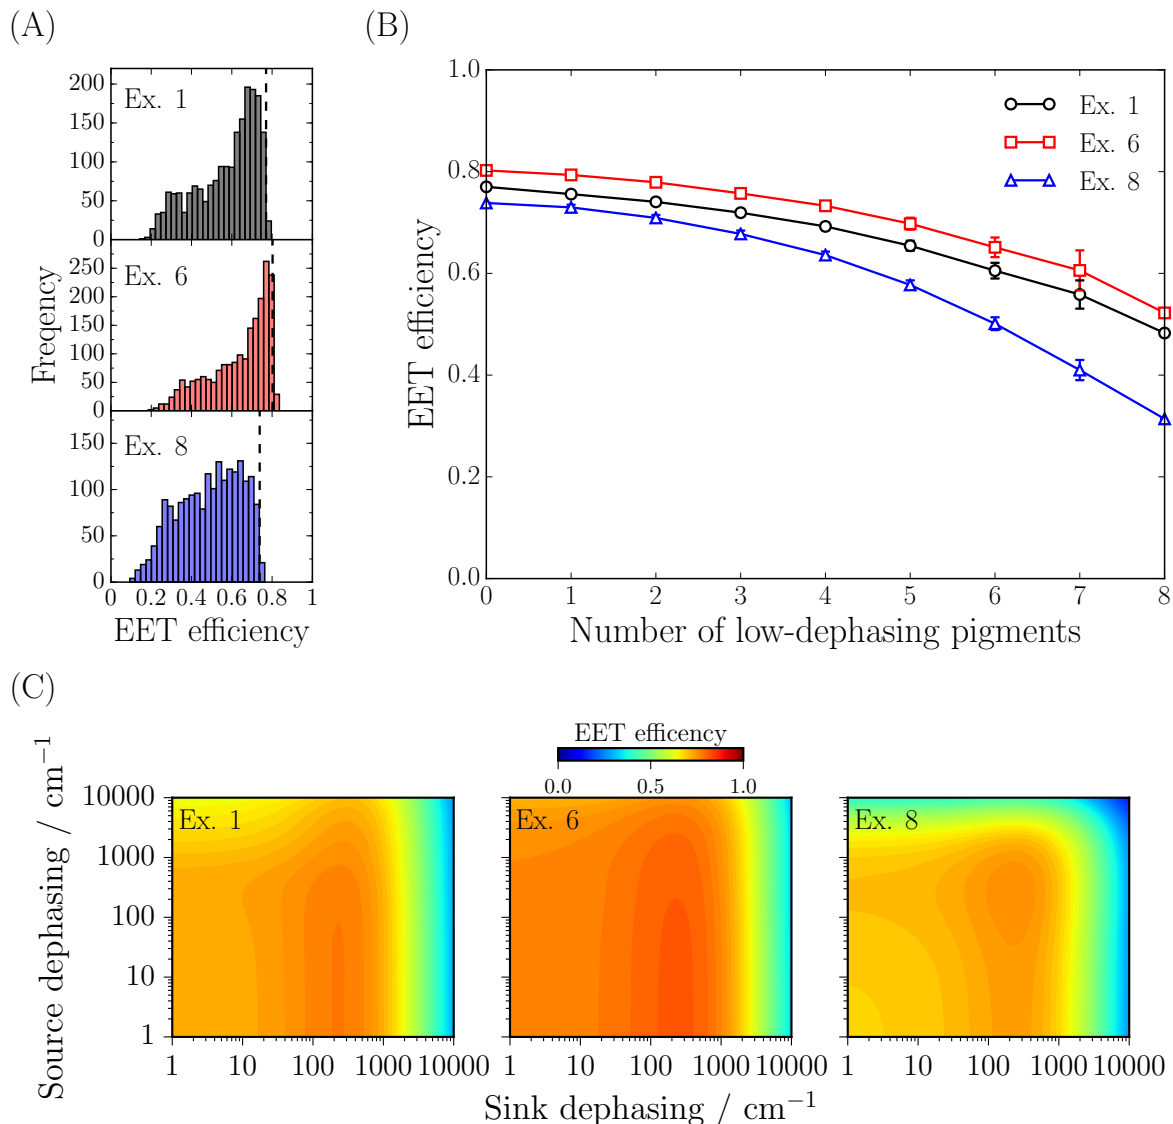 (A)
(B)
Ex. 1
200
150
100
50
0
Ex. 6
250
200
150
100
50
0
Ex. 8
150
100
50
0
Freqency
0 0.2 0.4 0.6 0.8 1
EET efficiency
1.0
0.8
0.6
0.4
0.2
0.0
EET efficiency
Ex. 1
Ex. 6
Ex. 8
0 1 2 3 4 5 6 7 8
Number of low-dephasing pigments
(C)
EET efficency
0.0 0.5 1.0
Source dephasing / cm⁻¹
10000
1000
100
10
1
Ex. 1
Ex. 6
Ex. 8
1 10 100 1000 10000
1 10 100 1000 10000
1 10 100 1000 10000
Sink dephasing / cm⁻¹